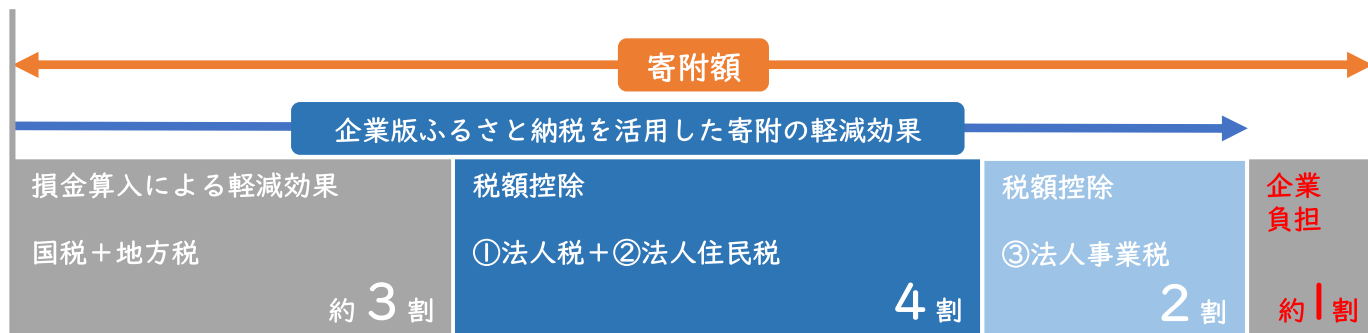 寄附額
企業版ふるさと納税を活用した寄附の軽減効果
損金算入による軽減効果
国税＋地方税
約3割
税額控除
①法人税＋②法人住民税
4割
税額控除
③法人事業税
2割
企業
負担
約1割